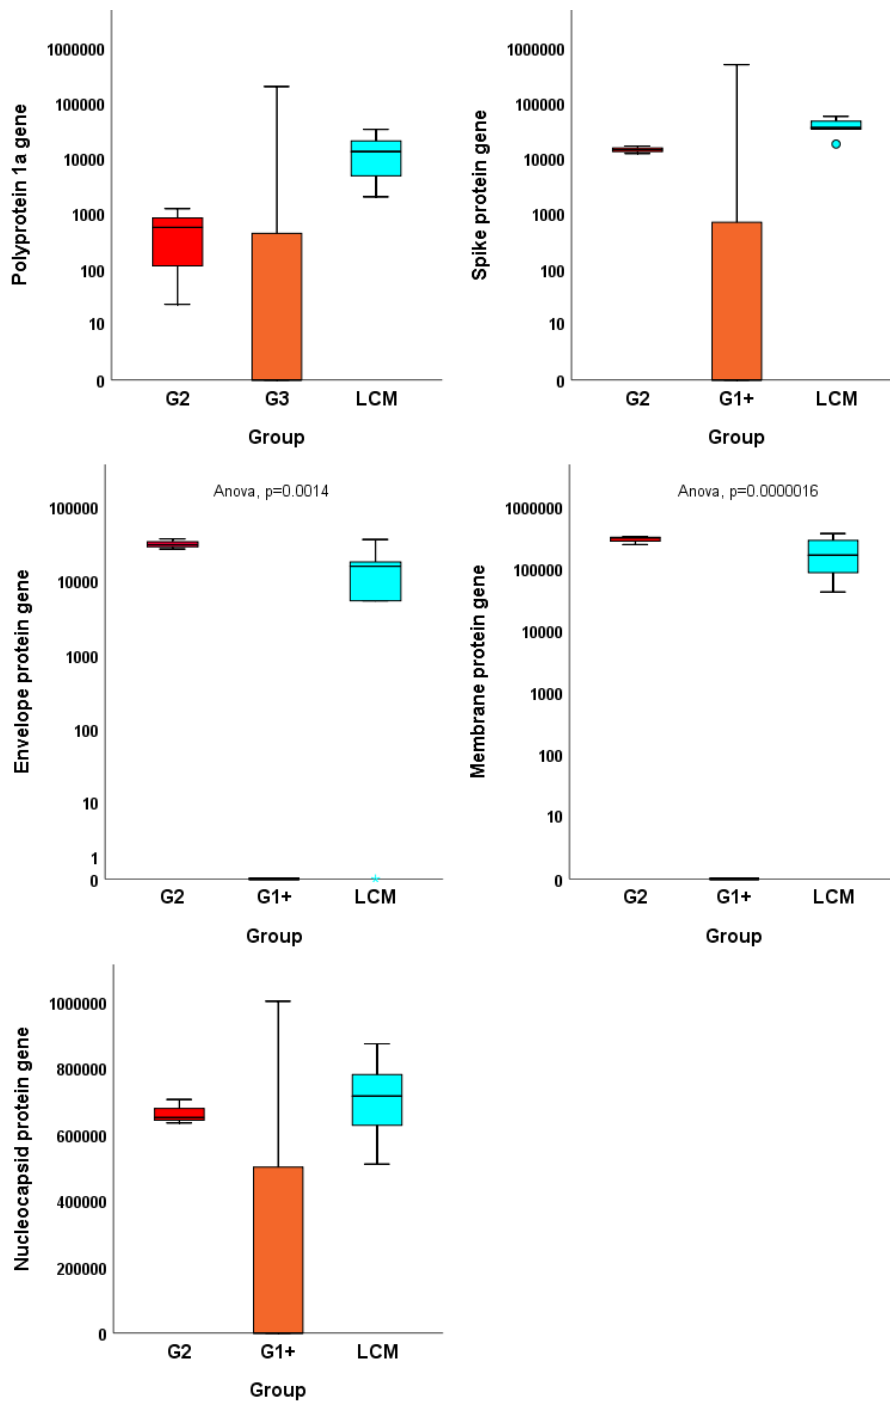 Polyprotein 1a gene
1000000
100000
10000
1000
100
10
0
G2 G3 LCM
Group
Spike protein gene
1000000
100000
10000
1000
100
10
0
G2 G1+ LCM
Group
Envelope protein gene
Anova, p=0.0014
100000
10000
1000
100
10
1
0
G2 G1+ LCM
Group
Membrane protein gene
Anova, p=0.0000016
1000000
100000
10000
1000
100
10
0
G2 G1+ LCM
Group
Nucleocapsid protein gene
1000000
800000
600000
400000
200000
0
G2 G1+ LCM
Group